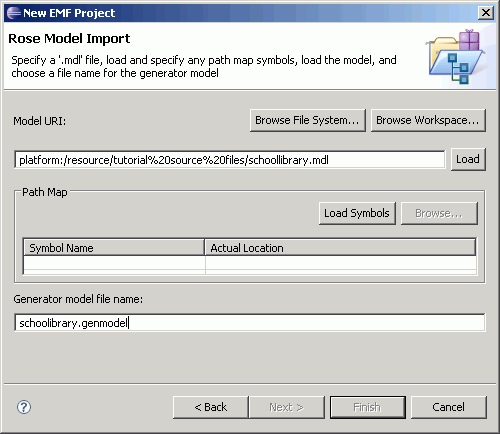 New EMF Project
Rose Model Import
Specify a '.mdl' file, load and specify any path map symbols, load the model, and
choose a file name for the generator model
Model URI:
Browse File System...
Browse Workspace...
platform:/resource/tutorial%20source%20files/schoollibrary.mdl
Load
Path Map
Load Symbols
Browse...
Symbol Name
Actual Location
Generator model file name:
schoolibrary.genmodel
?
< Back
Next >
Finish
Cancel